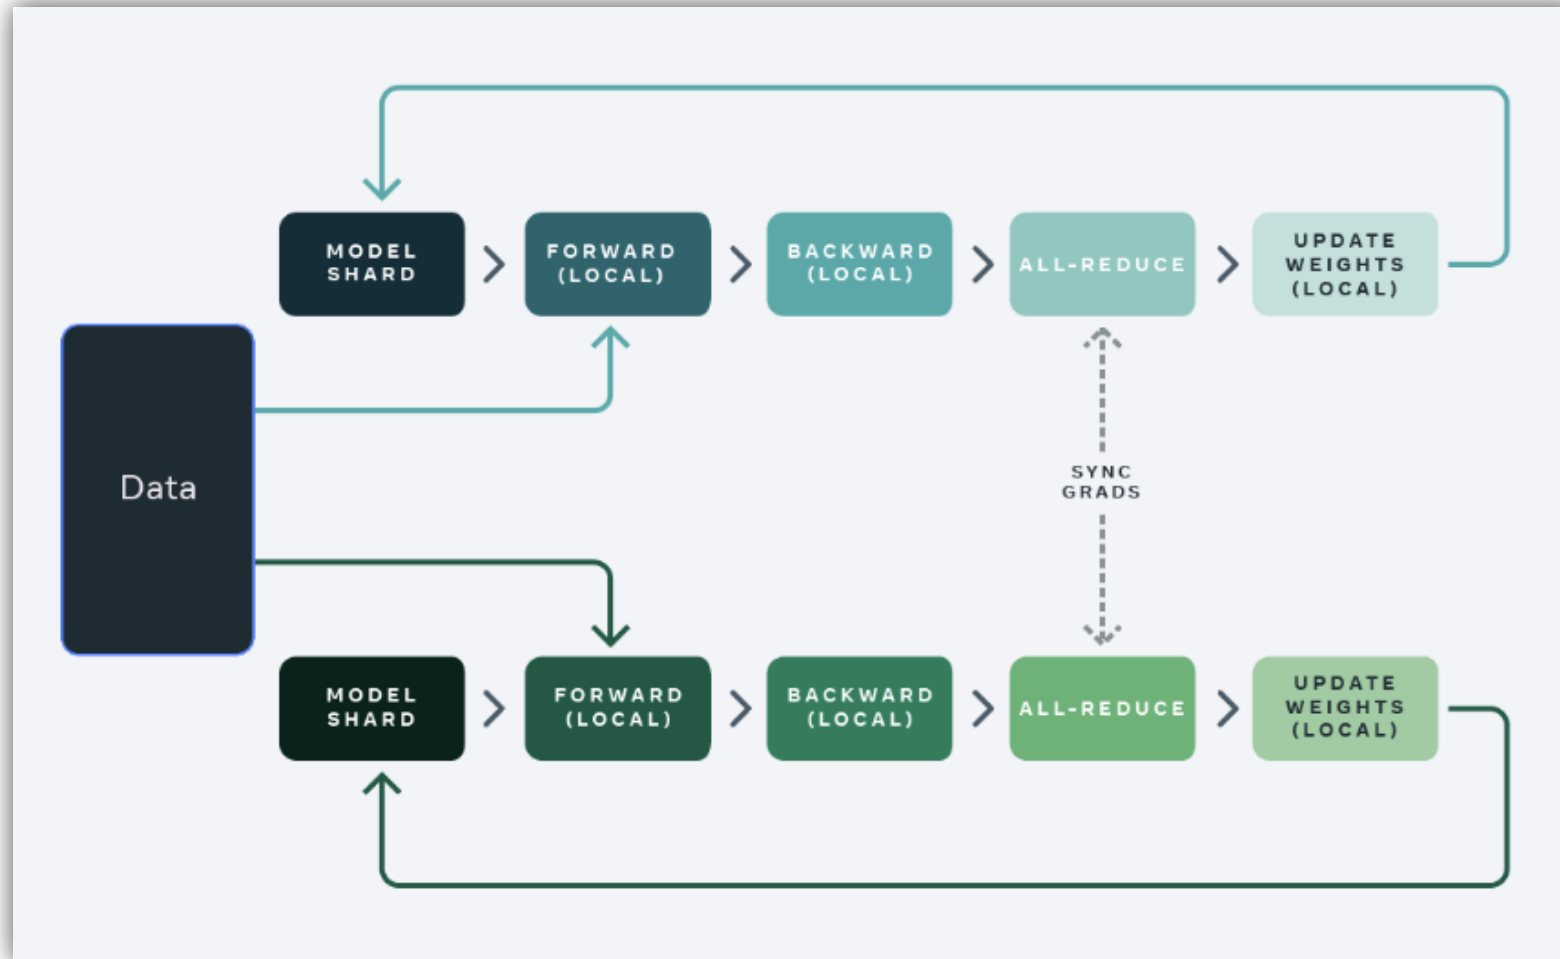 MODEL
SHARD
FORWARD
(LOCAL)
BACKWARD
(LOCAL)
ALL-REDUCE
UPDATE
WEIGHTS
(LOCAL)
Data
SYNC
GRADS
MODEL
SHARD
FORWARD
(LOCAL)
BACKWARD
(LOCAL)
ALL-REDUCE
UPDATE
WEIGHTS
(LOCAL)